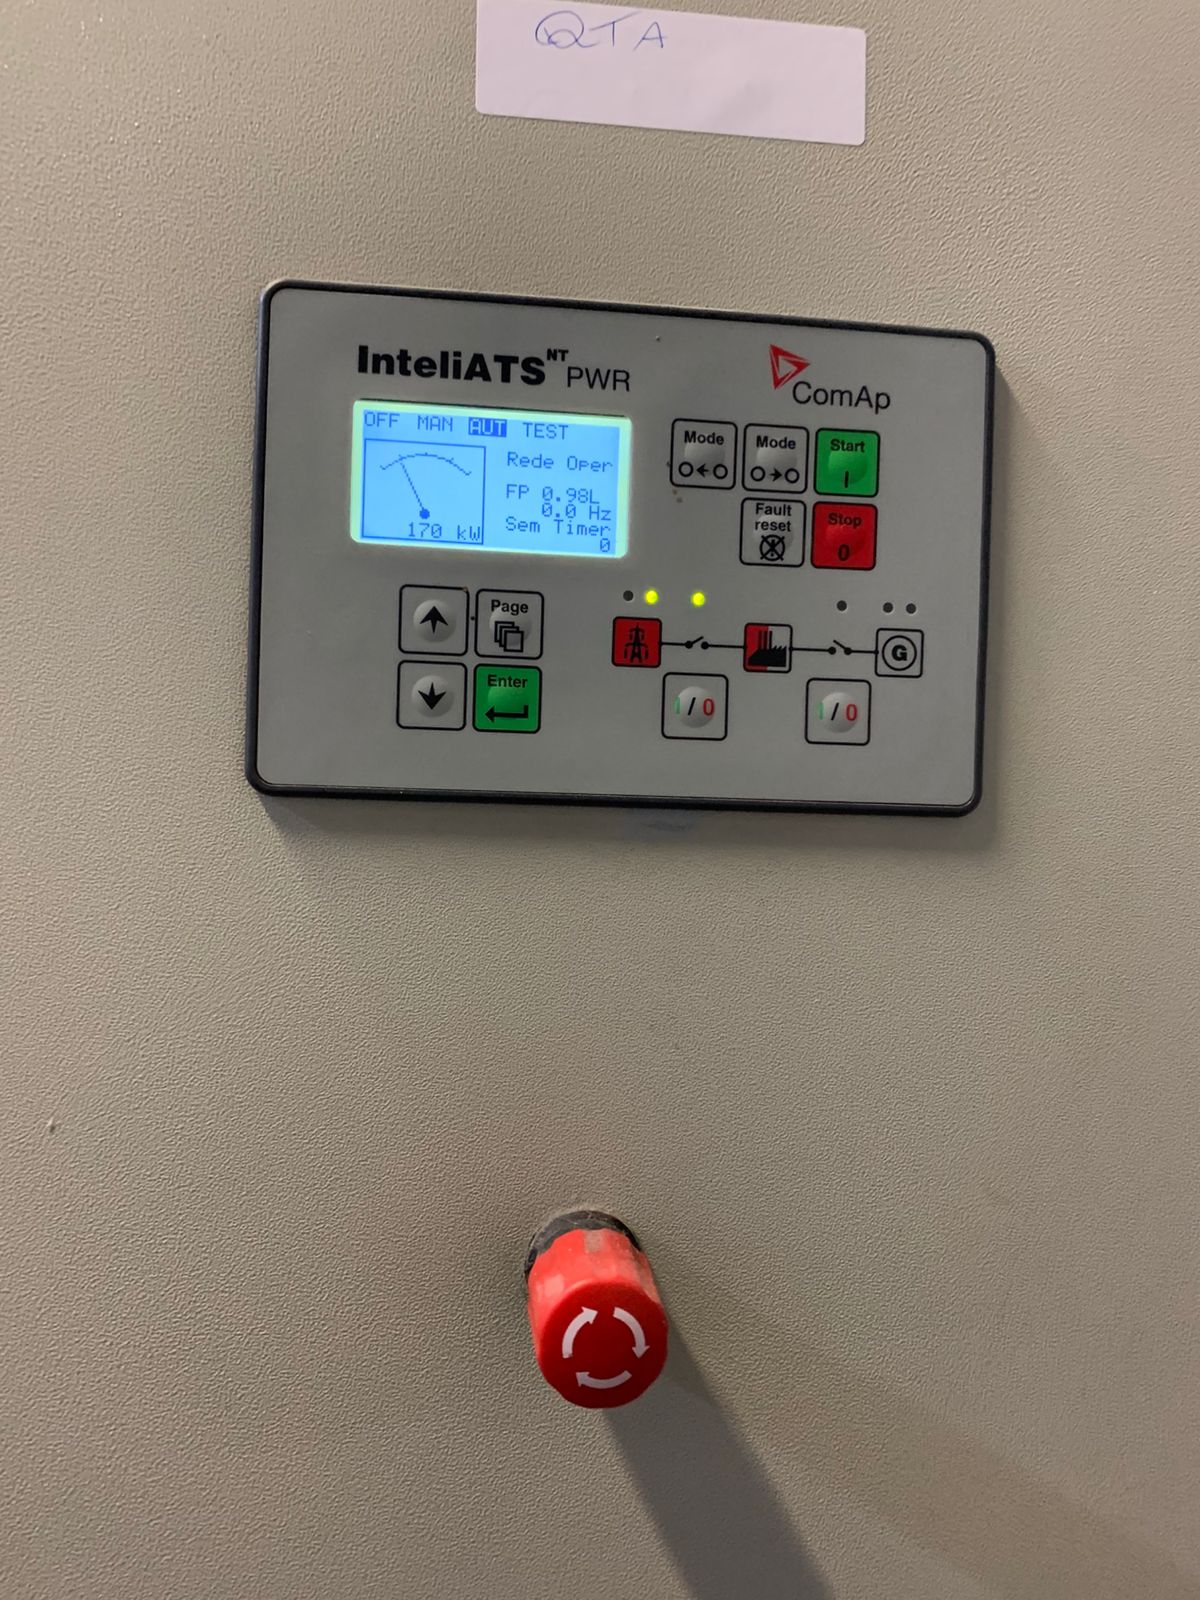 QTA
InteliATS NT PWR
ComAp
OFF MAN AUT TEST
Rede Oper
FP 0.98L
0.0 Hz
170 kW
Sem Timer
0
Mode
Mode
Start
I
Fault
reset
Stop
0
Page
Enter
G
I/0
I/0